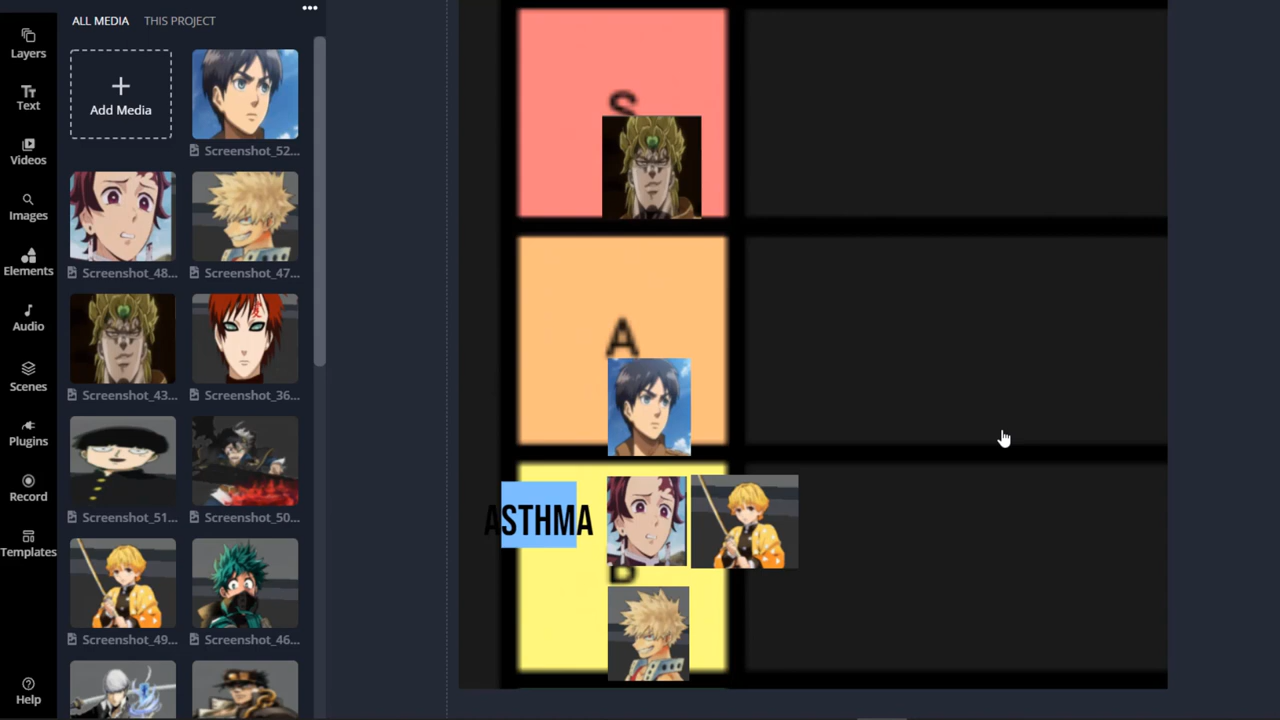 ALL MEDIA THIS PROJECT
Layers
Text
Videos
Images
Elements
Audio
Scenes
Plugins
Record
Templates
Help
Add Media
Screenshot_52...
Screenshot_48...
Screenshot_47...
Screenshot_43...
Screenshot_36...
Screenshot_51...
Screenshot_50...
Screenshot_49...
Screenshot_46...
S
A
ASTHMA
B